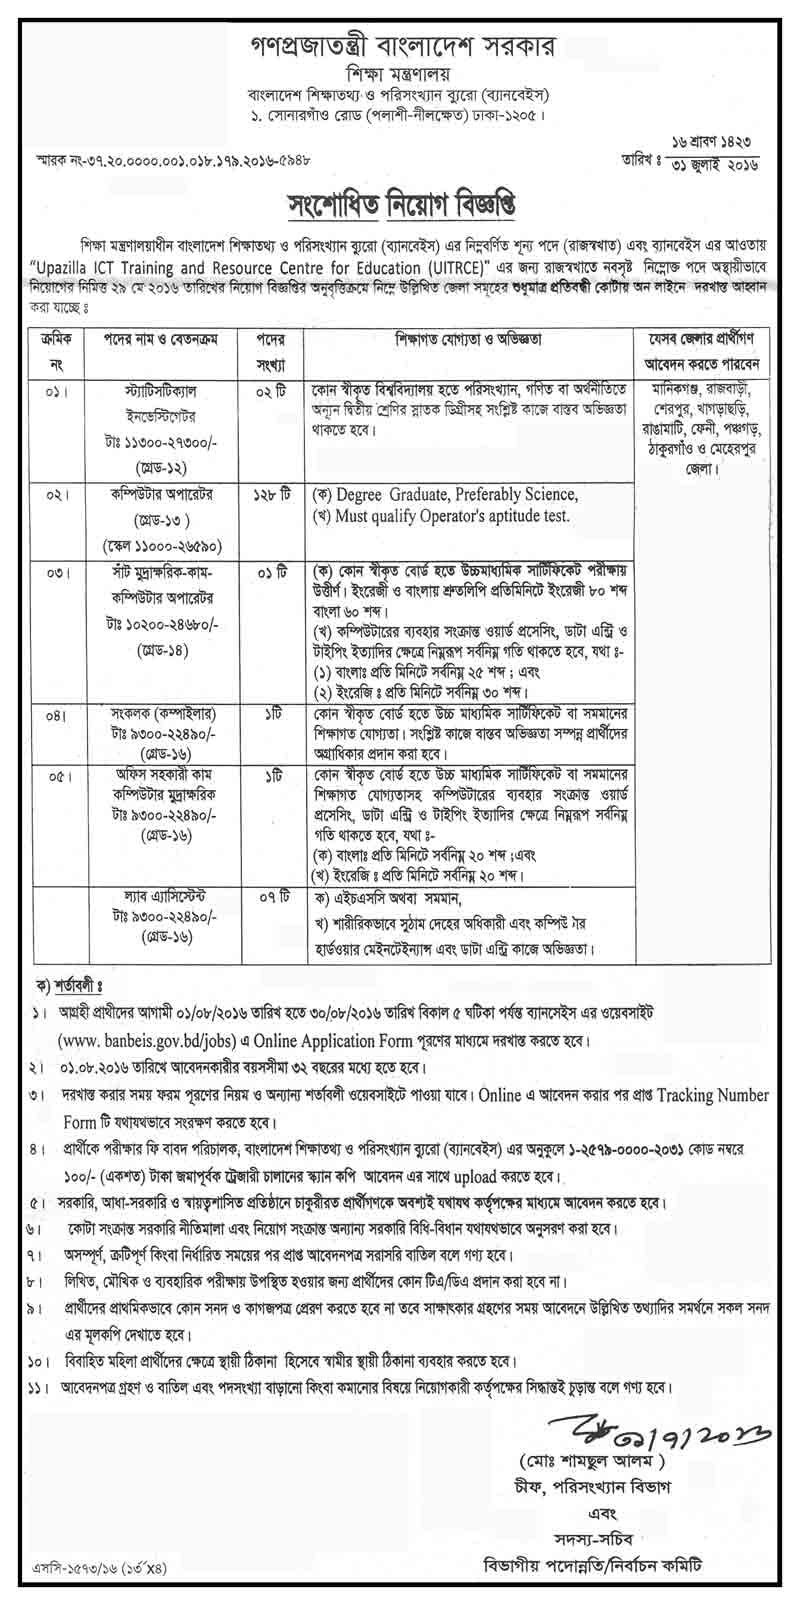 গণপ্রজাতন্ত্রী বাংলাদেশ সরকার
শিক্ষা মন্ত্রণালয়
বাংলাদেশ শিক্ষাতথ্য ও পরিসংখ্যান ব্যুরো (ব্যানবেইস)
১. সোনারগাঁও রোড (পলাশী-নীলক্ষেত) ঢাকা-১২০৫।
স্মারক নং-৩৭.২০.০০০০.০০১.০১৮.১৭৯.২০১৬-৫৯৪৮
১৬ শ্রাবণ ১৪২৩
তারিখ ঃ ৩১ জুলাই ২০১৬
সংশোধিত নিয়োগ বিজ্ঞপ্তি
শিক্ষা মন্ত্রণালয়াধীন বাংলাদেশ শিক্ষাতথ্য ও পরিসংখ্যান ব্যুরো (ব্যানবেইস) এর নিম্নবর্ণিত শূন্য পদে (রাজস্বখাত) এবং ব্যানবেইস এর আওতায়
“Upazilla ICT Training and Resource Centre for Education (UITRCE)” এর জন্য রাজস্বখাতে নবসৃষ্ট নিম্নোক্ত পদে অস্থায়ীভাবে
নিয়োগের নিমিত্ত ২৯ মে ২০১৬ তারিখের নিয়োগ বিজ্ঞপ্তির অনুবৃত্তিক্রমে নিম্নে উল্লিখিত জেলা সমূহের শুধুমাত্র প্রতিবন্ধী কোটায় অন লাইনে দরখাস্ত আহ্বান
করা যাচ্ছে ঃ
ক্রমিক নং
পদের নাম ও বেতনক্রম
পদের সংখ্যা
শিক্ষাগত যোগ্যতা ও অভিজ্ঞতা
যেসব জেলার প্রার্থীগণ
আবেদন করতে পারবেন
০১।
স্ট্যাটিসটিক্যাল
ইনভেস্টিগেটর
টাঃ ১১৩০০-২৭৩০০/-
(গ্রেড-১২)
০২ টি
কোন স্বীকৃত বিশ্ববিদ্যালয় হতে পরিসংখ্যান, গণিত বা অর্থনীতিতে
অন্যূন দ্বিতীয় শ্রেণির স্নাতক ডিগ্রীসহ সংশ্লিষ্ট কাজে বাস্তব অভিজ্ঞতা
থাকতে হবে।
মানিকগঞ্জ, রাজবাড়ী,
শেরপুর, খাগড়াছড়ি,
রাঙামাটি, ফেনী, পঞ্চগড়,
ঠাকুরগাঁও ও মেহেরপুর
জেলা।
০২।
কম্পিউটার অপারেটর
(গ্রেড-১৩ )
(স্কেল ১১০০০-২৬৫৯০)
১২৮ টি
(ক) Degree Graduate, Preferably Science,
(খ) Must qualify Operator's aptitude test.
০৩।
সাঁট মুদ্রাক্ষরিক-কাম-
কম্পিউটার অপারেটর
টাঃ ১০২০০-২৪৬৮০/-
(গ্রেড-১৪)
০১ টি
(ক) কোন স্বীকৃত বোর্ড হতে উচ্চমাধ্যমিক সার্টিফিকেট পরীক্ষায়
উত্তীর্ণ। ইংরেজী ও বাংলায় শ্রুতলিপি প্রতিমিনিটে ইংরেজী ৮০ শব্দ
বাংলা ৬০ শব্দ।
(খ) কম্পিউটারের ব্যবহার সংক্রান্ত ওয়ার্ড প্রসেসিং, ডাটা এন্ট্রি ও
টাইপিং ইত্যাদির ক্ষেত্রে নিম্নরূপ সর্বনিম্ন গতি থাকতে হবে, যথা ঃ-
(১) বাংলাঃ প্রতি মিনিটে সর্বনিম্ন ২৫ শব্দ ; এবং
(২) ইংরেজি ঃ প্রতি মিনিটে সর্বনিম্ন ৩০ শব্দ।
০৪।
সংকলক (কম্পাইলার)
টাঃ ৯৩০০-২২৪৯০/-
(গ্রেড-১৬)
১টি
কোন স্বীকৃত বোর্ড হতে উচ্চ মাধ্যমিক সার্টিফিকেট বা সমমানের
শিক্ষাগত যোগ্যতা। সংশ্লিষ্ট কাজে বাস্তব অভিজ্ঞতা সম্পন্ন প্রার্থীদের
অগ্রাধিকার প্রদান করা হবে।
০৫।
অফিস সহকারী কাম
কম্পিউটার মুদ্রাক্ষরিক
টাঃ ৯৩০০-২২৪৯০/-
(গ্রেড-১৬)
১টি
কোন স্বীকৃত বোর্ড হতে উচ্চ মাধ্যমিক সার্টিফিকেট বা সমমানের
শিক্ষাগত যোগ্যতাসহ কম্পিউটারের ব্যবহার সংক্রান্ত ওয়ার্ড
প্রসেসিং, ডাটা এন্ট্রি ও টাইপিং ইত্যাদির ক্ষেত্রে নিম্নরূপ সর্বনিম্ন
গতি থাকতে হবে, যথা ঃ-
(ক) বাংলাঃ প্রতি মিনিটে সর্বনিম্ন ২০ শব্দ ;এবং
(খ) ইংরেজি ঃ প্রতি মিনিটে সর্বনিম্ন ২০ শব্দ।
ল্যাব এ্যাসিস্টেন্ট
টাঃ ৯৩০০-২২৪৯০/-
(গ্রেড-১৬)
০৭ টি
ক) এইচএসসি অথবা সমমান,
খ) শারীরিকভাবে সুঠাম দেহের অধিকারী এবং কম্পিউটার
হার্ডওয়ার মেইনটেইন্যান্স এবং ডাটা এন্ট্রি কাজে অভিজ্ঞতা।
ক) শর্তাবলী ঃ
১। আগ্রহী প্রার্থীদের আগামী ০১/০৮/২০১৬ তারিখ হতে ৩০/০৮/২০১৬ তারিখ বিকাল ৫ ঘটিকা পর্যন্ত ব্যানসেইস এর ওয়েবসাইট
(www. banbeis.gov.bd/jobs) এ Online Application Form পূরণের মাধ্যমে দরখাস্ত করতে হবে।
২। ০১.০৮.২০১৬ তারিখে আবেদনকারীর বয়সসীমা ৩২ বছরের মধ্যে হতে হবে।
৩। দরখাস্ত করার সময় ফরম পূরণের নিয়ম ও অন্যান্য শর্তাবলী ওয়েবসাইটে পাওয়া যাবে। Online এ আবেদন করার পর প্রাপ্ত Tracking Number
Form টি যথাযথভাবে সংরক্ষণ করতে হবে।
৪। প্রার্থীকে পরীক্ষার ফি বাবদ পরিচালক, বাংলাদেশ শিক্ষাতথ্য ও পরিসংখ্যান ব্যুরো (ব্যানবেইস) এর অনুকূলে ১-২৫৭৯-০০০০-২০৩১ কোড নম্বরে
১০০/- (একশত) টাকা জমাপূর্বক ট্রেজারী চালানের স্ক্যান কপি আবেদন এর সাথে upload করতে হবে।
৫। সরকারি, আধা-সরকারি ও স্বায়ত্বশাসিত প্রতিষ্ঠানে চাকুরীরত প্রার্থীগণকে অবশ্যই যথাযথ কর্তৃপক্ষের মাধ্যমে আবেদন করতে হবে।
৬। কোটা সংক্রান্ত সরকারি নীতিমালা এবং নিয়োগ সংক্রান্ত অন্যান্য সরকারি বিধি-বিধান যথাযথভাবে অনুসরণ করা হবে।
৭। অসম্পূর্ণ, ত্রুটিপূর্ণ কিংবা নির্ধারিত সময়ের পর প্রাপ্ত আবেদনপত্র সরাসরি বাতিল বলে গণ্য হবে।
৮। লিখিত, মৌখিক ও ব্যবহারিক পরীক্ষায় উপস্থিত হওয়ার জন্য প্রার্থীদের কোন টিএ/ডিএ প্রদান করা হবে না।
৯। প্রার্থীদের প্রাথমিকভাবে কোন সনদ ও কাগজপত্র প্রেরণ করতে হবে না তবে সাক্ষাৎকার গ্রহণের সময় আবেদনে উল্লিখিত তথ্যাদির সমর্থনে সকল সনদ
এর মূলকপি দেখাতে হবে।
১০। বিবাহিত মহিলা প্রার্থীদের ক্ষেত্রে স্থায়ী ঠিকানা হিসেবে স্বামীর স্থায়ী ঠিকানা ব্যবহার করতে হবে।
১১। আবেদনপত্র গ্রহণ ও বাতিল এবং পদসংখ্যা বাড়ানো কিংবা কমানোর বিষয়ে নিয়োগকারী কর্তৃপক্ষের সিদ্ধান্তই চূড়ান্ত বলে গণ্য হবে।
(মোঃ শামছুল আলম )
চীফ, পরিসংখ্যান বিভাগ
এবং
সদস্য-সচিব
বিভাগীয় পদোন্নতি/নির্বাচন কমিটি
এসসি-১৫৭৩/১৬ (১৩˝x৪)